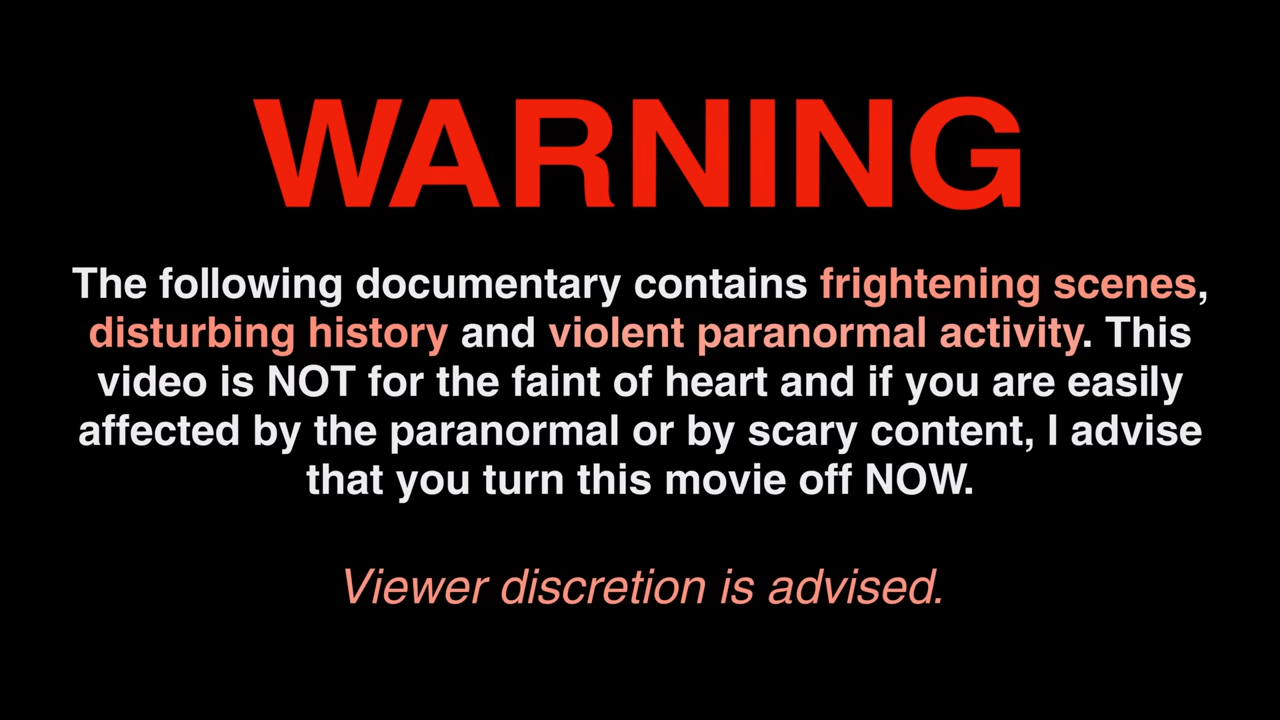 WARNING
The following documentary contains frightening scenes,
disturbing history and violent paranormal activity. This
video is NOT for the faint of heart and if you are easily
affected by the paranormal or by scary content, I advise
that you turn this movie off NOW.
Viewer discretion is advised.